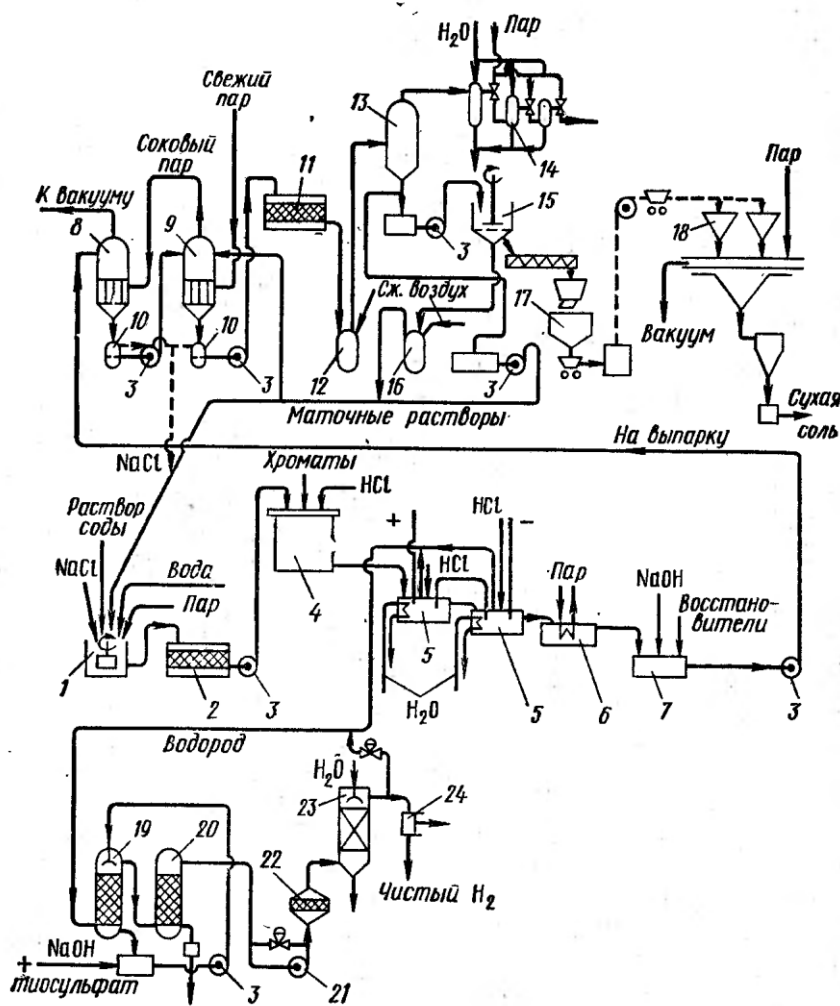 H₂O
Пар
Свежий
пар
13
14
Соковый
пар
11
Пар
К вакууму
8
9
3
15
18
Сж. воздух
17
10
10
3
3
12
16
3
Вакуум
Сухая
соль
Маточные растворы
На выпарку
NaCl
Хроматы
HCl
Раствор
соды
+
HCl
–
NaCl
Вода
4
HCl
Пар
NaOH
Восстано-
вители
Пар
5
1
2
3
H₂O
5
6
7
3
Водород
H₂O
23
24
19
20
22
Чистый H₂
NaOH
+
тиосульфат
3
21